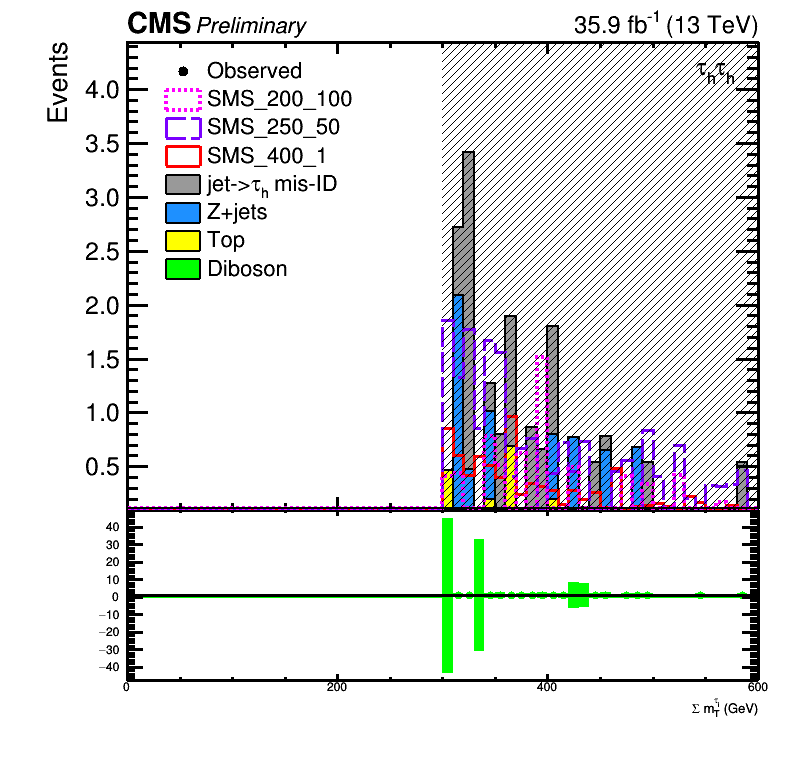 CMS Preliminary 35.9 fb⁻¹ (13 TeV)
Events
τhτh
Observed
SMS_200_100
SMS_250_50
SMS_400_1
jet->τh mis-ID
Z+jets
Top
Diboson
4.0
3.5
3.0
2.5
2.0
1.5
1.0
0.5
40
30
20
10
0
−10
−20
−30
−40
0 200 400 600
Σ mT^τi (GeV)